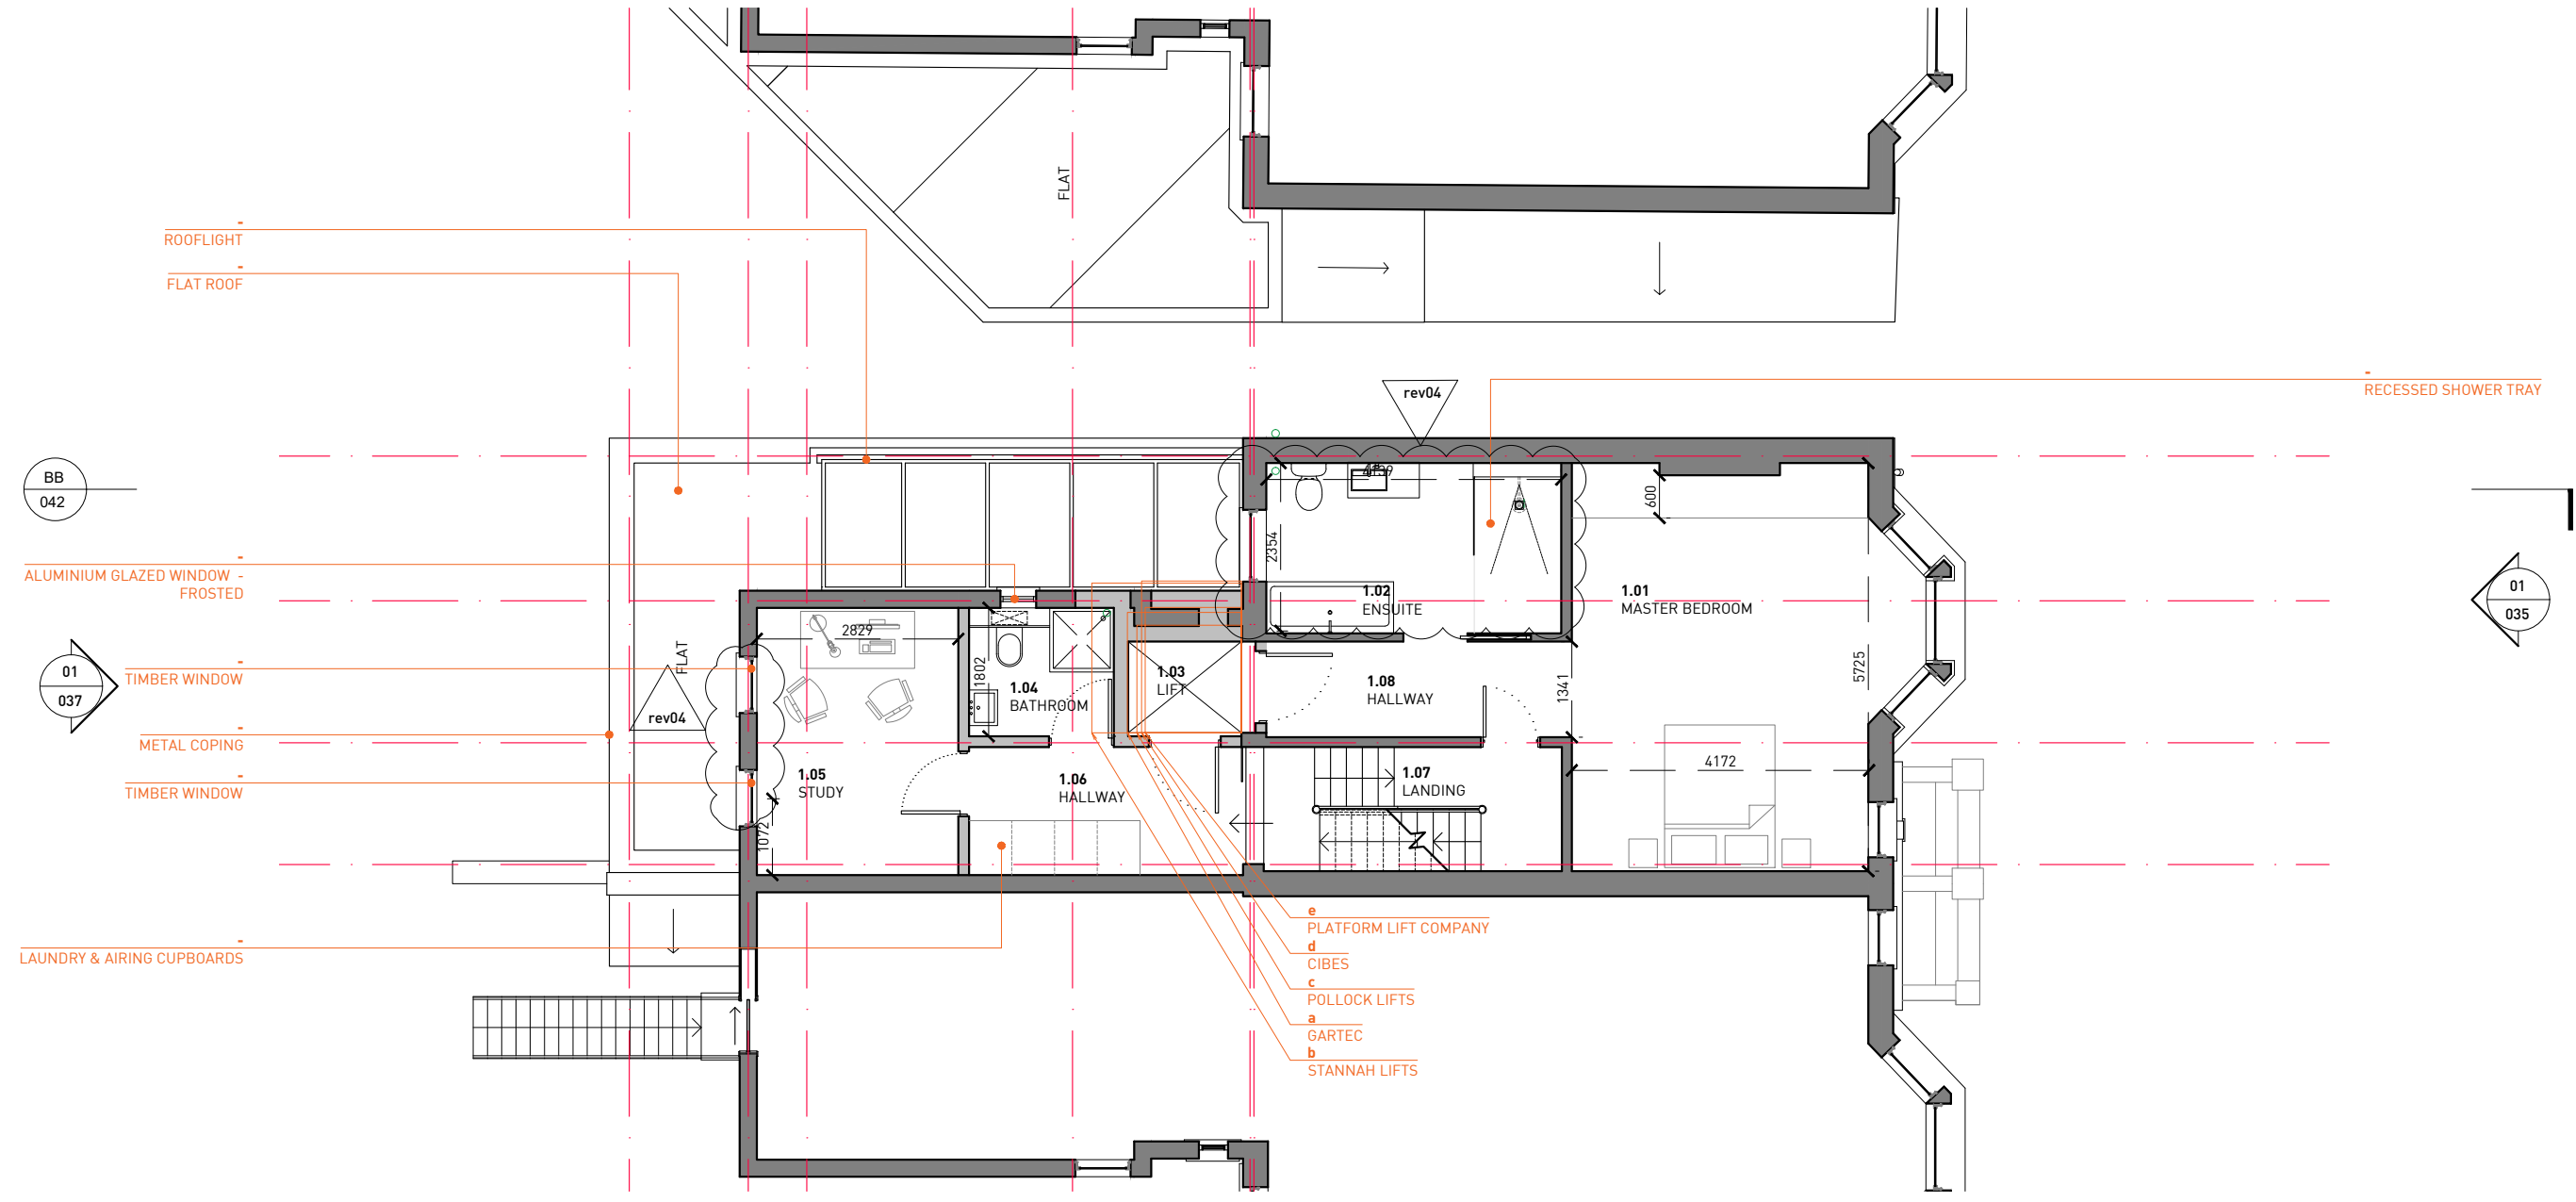 FLAT
-
ROOFLIGHT
-
FLAT ROOF
rev04
-
RECESSED SHOWER TRAY
BB
042
4139
600
2354
-
ALUMINIUM GLAZED WINDOW -
FROSTED
1.02
ENSUITE
1.01
MASTER BEDROOM
01
035
2829
FLAT
-
TIMBER WINDOW
01
037
1802
1.03
LIFT
1.04
BATHROOM
1.08
HALLWAY
1341
5725
rev04
-
METAL COPING
-
TIMBER WINDOW
1.05
STUDY
1.06
HALLWAY
1.07
LANDING
4172
1072
e
PLATFORM LIFT COMPANY
-
LAUNDRY & AIRING CUPBOARDS
d
CIBES
c
POLLOCK LIFTS
a
GARTEC
b
STANNAH LIFTS